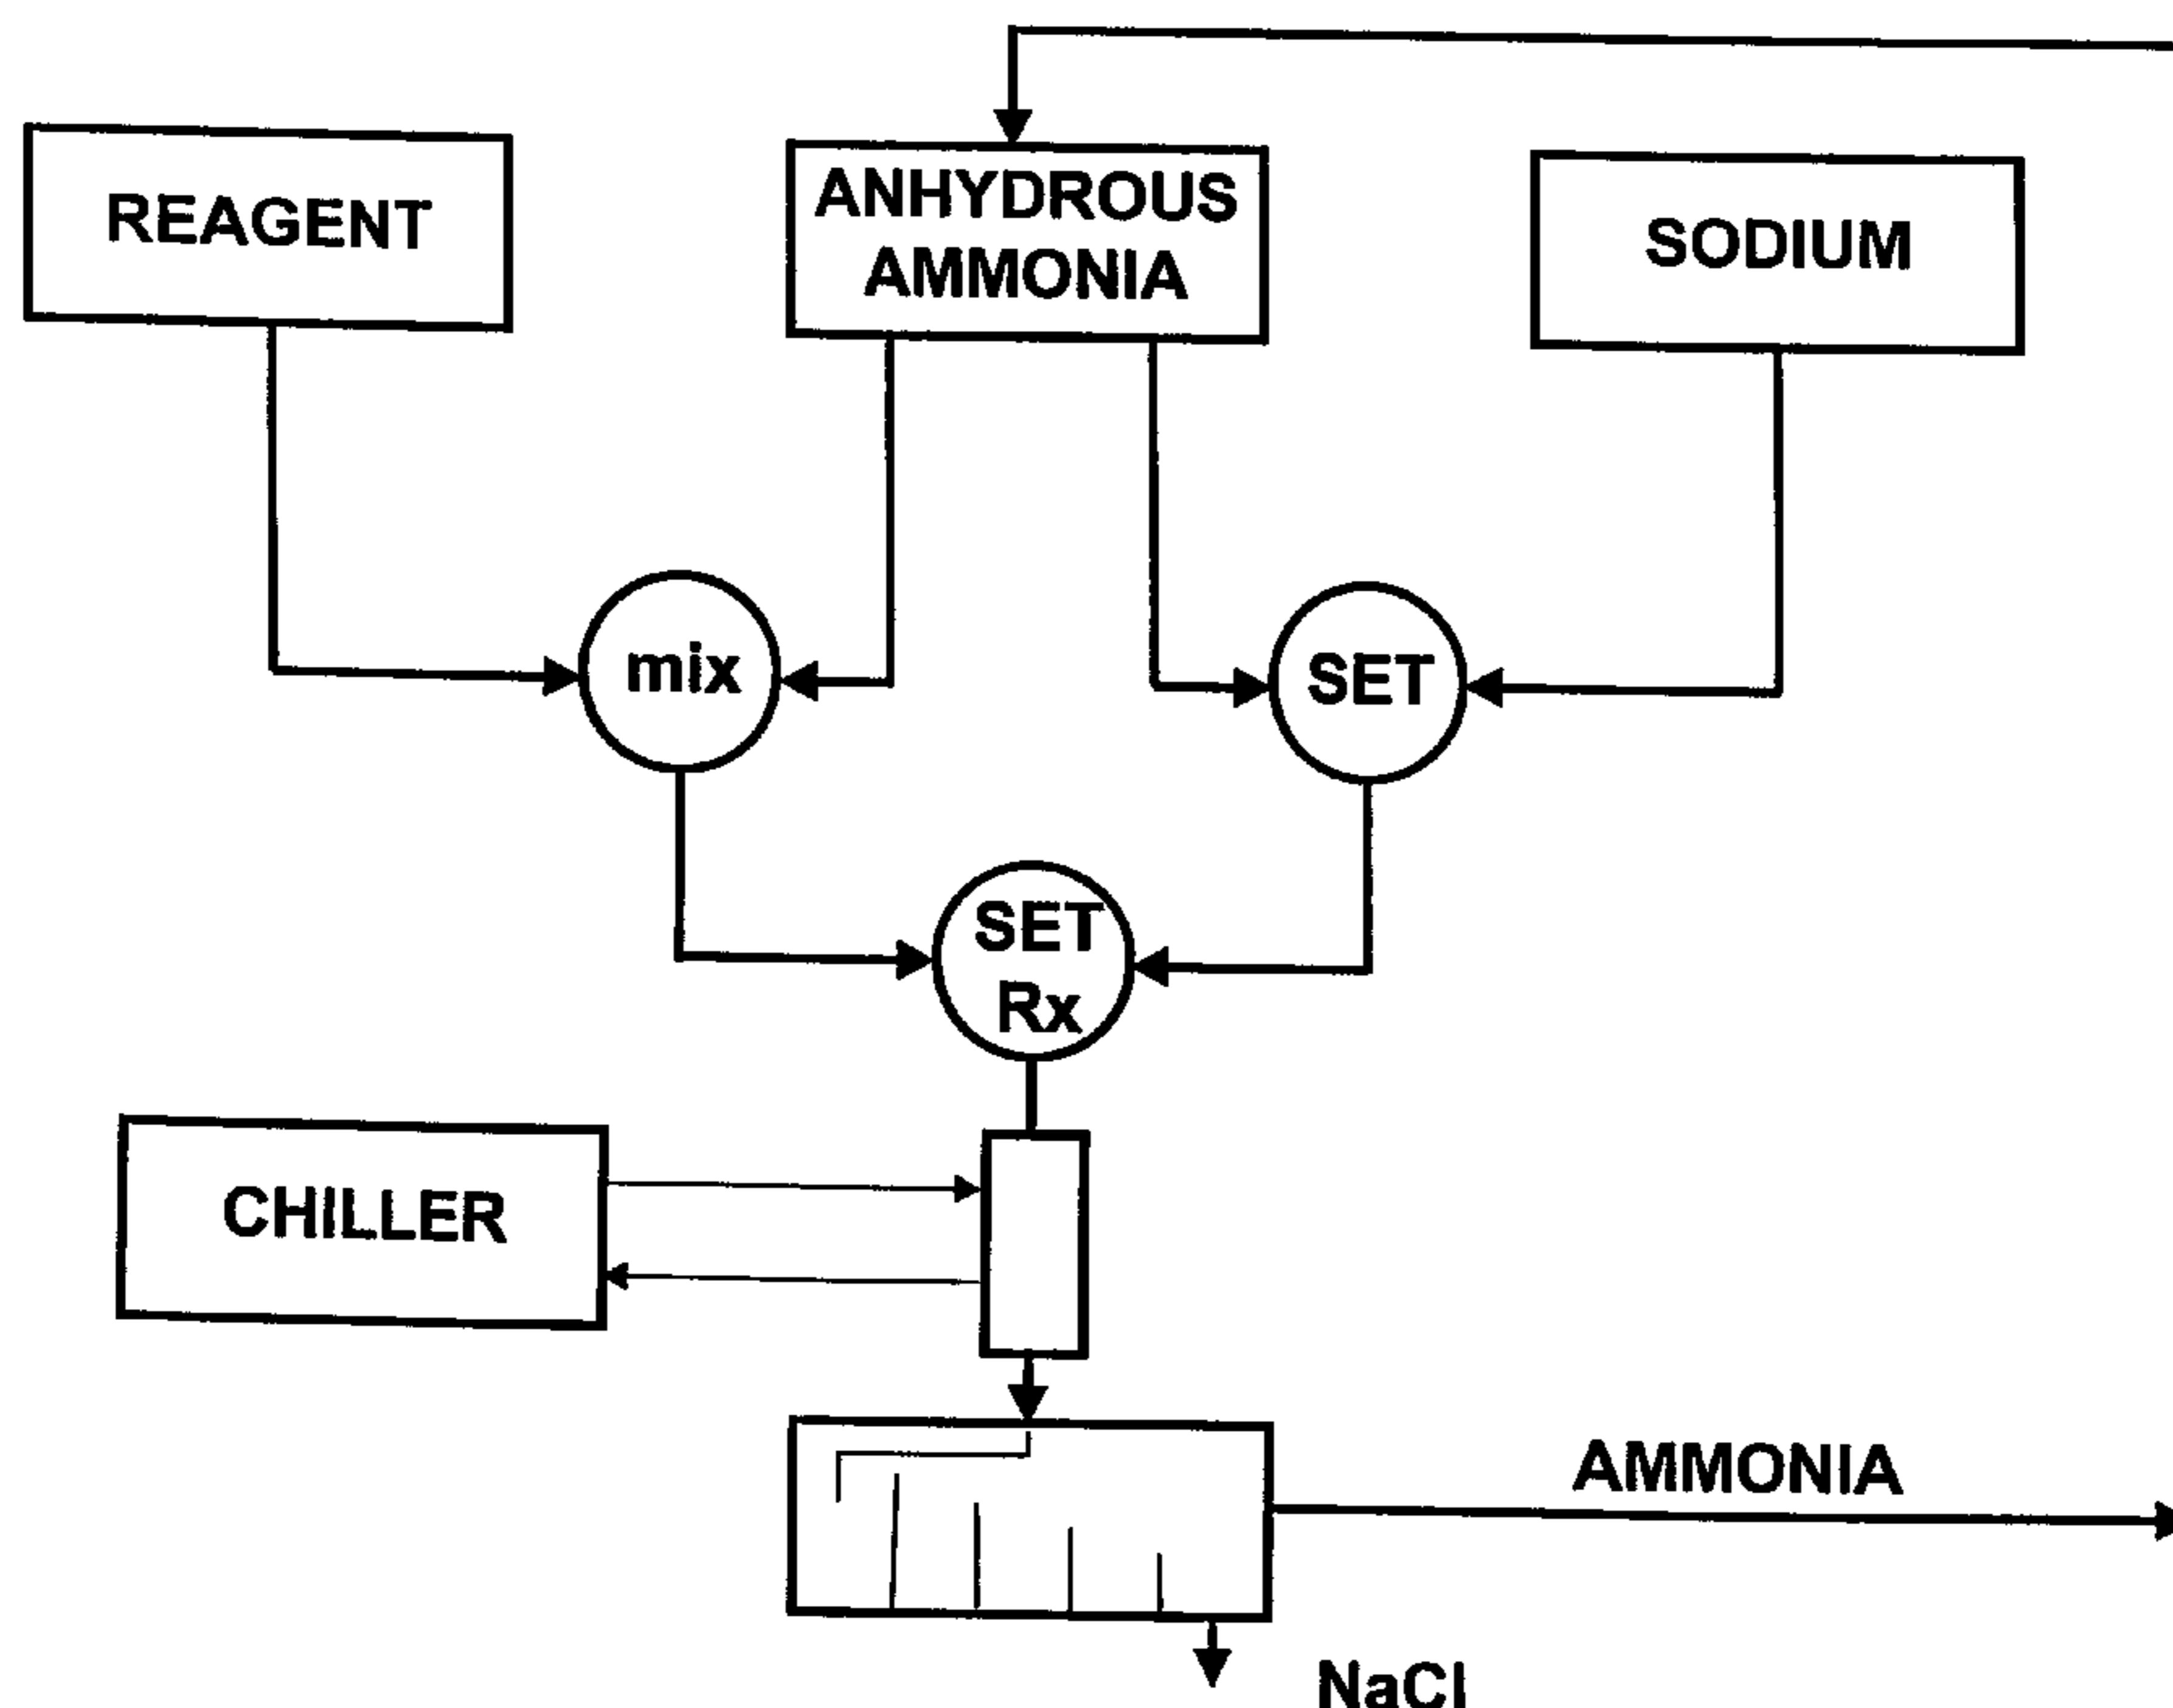 REAGENT
ANHYDROUS
AMMONIA
SODIUM
mix
SET
SET
Rx
CHILLER
AMMONIA
NaCl